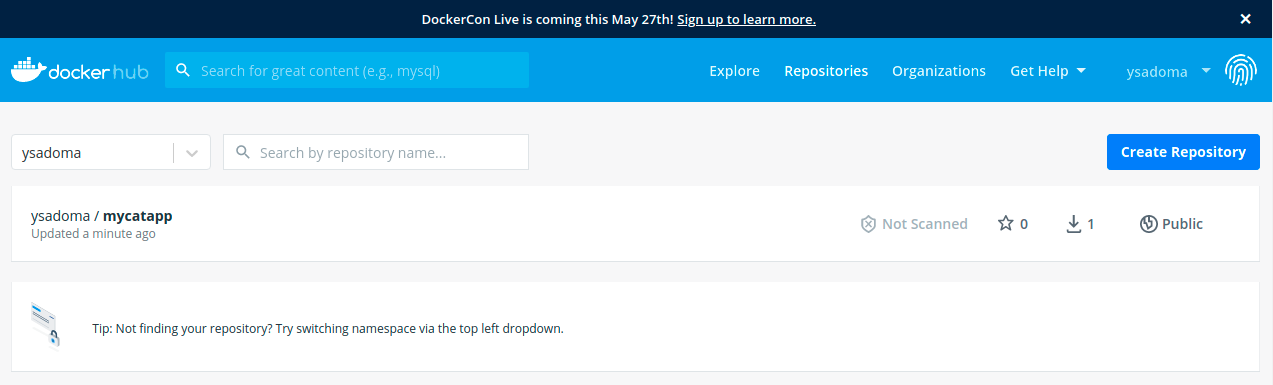 DockerCon Live is coming this May 27th! Sign up to learn more.
docker hub
Search for great content (e.g., mysql)
Explore
Repositories
Organizations
Get Help
ysadoma
ysadoma
Search by repository name...
Create Repository
ysadoma / mycatapp
Updated a minute ago
Not Scanned
0
1
Public
Tip: Not finding your repository? Try switching namespace via the top left dropdown.